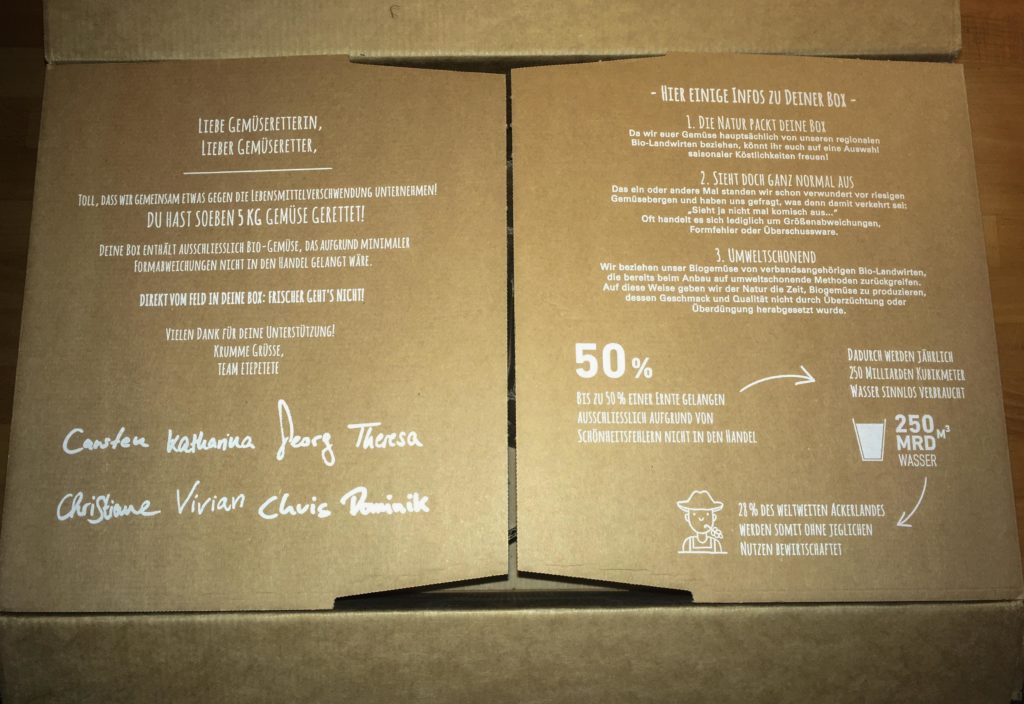 LIEBE GEMÜSERETTERIN,
LIEBER GEMÜSERETTER,
TOLL, DASS WIR GEMEINSAM ETWAS GEGEN DIE LEBENSMITTELVERSCHWENDUNG UNTERNEHMEN!
DU HAST SOEBEN 5 KG GEMÜSE GERETTET!
DEINE BOX ENTHÄLT AUSSCHLIESSLICH BIO-GEMÜSE, DAS AUFGRUND MINIMALER
FORMABWEICHUNGEN NICHT IN DEN HANDEL GELANGT WÄRE.
DIREKT VOM FELD IN DEINE BOX: FRISCHER GEHT'S NICHT!
VIELEN DANK FÜR DEINE UNTERSTÜTZUNG!
KRUMME GRÜSSE,
TEAM ETEPETETE
Carsten Katharina Georg Theresa
Christiane Vivian Chris Dominik
- HIER EINIGE INFOS ZU DEINER BOX -
1. DIE NATUR PACKT DEINE BOX
Da wir euer Gemüse hauptsächlich von unseren regionalen
Bio-Landwirten beziehen, könnt ihr euch auf eine Auswahl
saisonaler Köstlichkeiten freuen!
2. SIEHT DOCH GANZ NORMAL AUS
Das ein oder andere Mal standen wir schon verwundert vor riesigen
Gemüsebergen und haben uns gefragt, was denn damit verkehrt sei:
„Sieht ja nicht mal komisch aus..."
Oft handelt es sich lediglich um Größenabweichungen,
Formfehler oder Überschussware.
3. UMWELTSCHONEND
Wir beziehen unser Biogemüse von verbandsangehörigen Bio-Landwirten,
die bereits beim Anbau auf umweltschonende Methoden zurückgreifen.
Auf diese Weise geben wir der Natur die Zeit, Biogemüse zu produzieren,
dessen Geschmack und Qualität nicht durch Überzüchtung oder
Überdüngung herabgesetzt wurde.
50 %
BIS ZU 50 % EINER ERNTE GELANGEN
AUSSCHLIESSLICH AUFGRUND VON
SCHÖNHEITSFEHLERN NICHT IN DEN HANDEL
DADURCH WERDEN JÄHRLICH
250 MILLIARDEN KUBIKMETER
WASSER SINNLOS VERBRAUCHT
250 M³
MRD
WASSER
28 % DES WELTWEITEN ACKERLANDES
WERDEN SOMIT OHNE JEGLICHEN
NUTZEN BEWIRTSCHAFTET